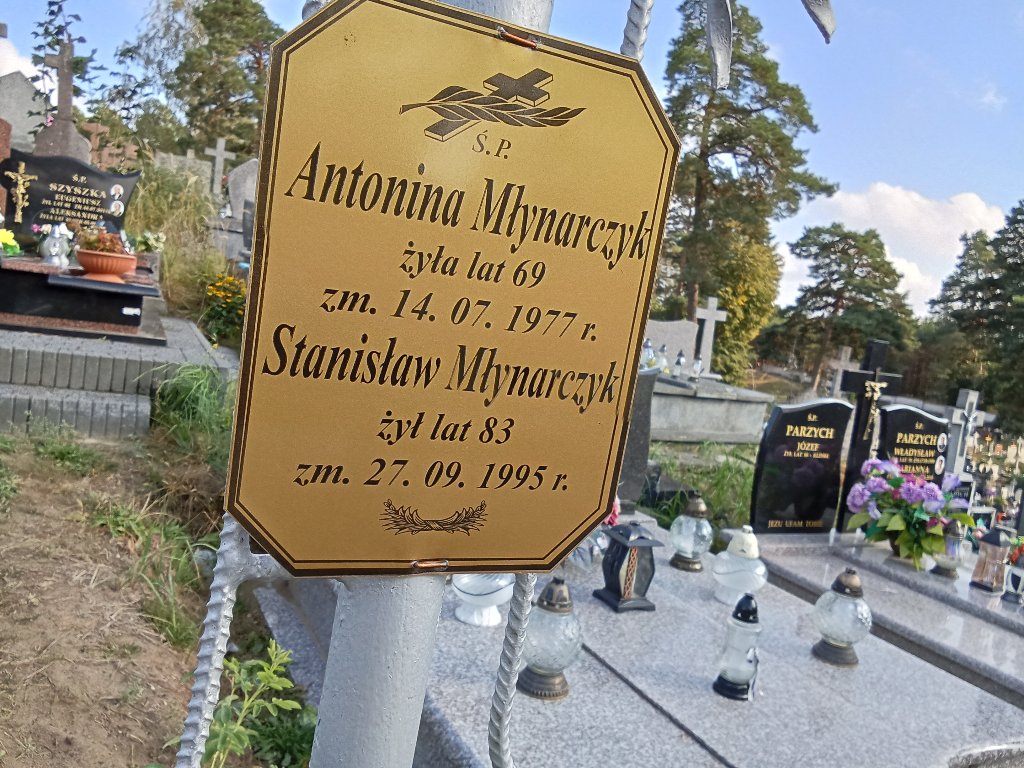 Ś.P.
Antonina Młynarczyk
żyła lat 69
zm. 14. 07. 1977 r.
Stanisław Młynarczyk
żył lat 83
zm. 27. 09. 1995 r.
Ś.P.
SZYSZKA
EUGENIUSZ
Ś.P.
PARZYCH
JÓZEF
JEZU UFAM TOBIE
Ś.P.
PARZYCH
WŁADYSŁAW